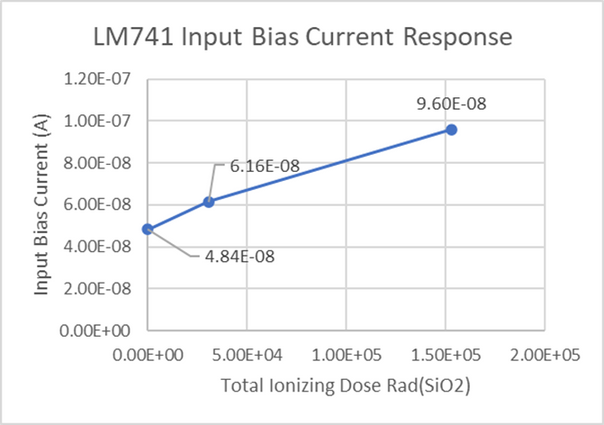 LM741 Input Bias Current Response
1.20E-07
9.60E-08
1.00E-07
8.00E-08
6.16E-08
6.00E-08
4.00E-08
4.84E-08
2.00E-08
0.00E+00
Input Bias Current (A)
0.00E+00 5.00E+04 1.00E+05 1.50E+05 2.00E+05
Total Ionizing Dose Rad(SiO2)